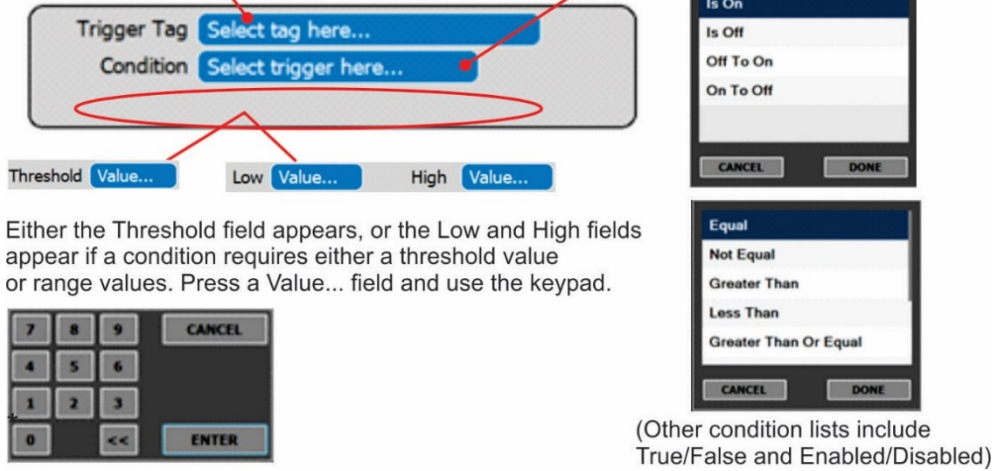 Trigger Tag Select tag here...
Condition Select trigger here...
Threshold Value... Low Value... High Value...
Either the Threshold field appears, or the Low and High fields
appear if a condition requires either a threshold value
or range values. Press a Value... field and use the keypad.
7 8 9 CANCEL
4 5 6
1 2 3
0 << ENTER
Is On
Is Off
Off To On
On To Off
CANCEL DONE
Equal
Not Equal
Greater Than
Less Than
Greater Than Or Equal
CANCEL DONE
(Other condition lists include
True/False and Enabled/Disabled)